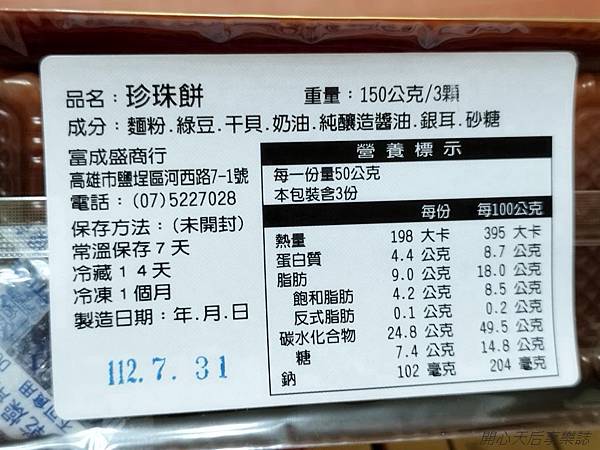 品名：珍珠餅 重量：150公克/3顆
成分：麵粉.綠豆.干貝.奶油.純釀造醬油.銀耳.砂糖
富成盛商行
高雄市鹽埕區河西路7-1號
電話：(07)5227028
保存方法：(未開封)
常溫保存７天
冷藏１４天
冷凍１個月
製造日期：年.月.日
112.7.31
營養標示
每一份量50公克
本包裝含3份
每份 每100公克
熱量 198 大卡 395 大卡
蛋白質 4.4 公克 8.7 公克
脂肪 9.0 公克 18.0 公克
飽和脂肪 4.2 公克 8.5 公克
反式脂肪 0.1 公克 0.2 公克
碳水化合物 24.8 公克 49.5 公克
糖 7.4 公克 14.8 公克
鈉 102 毫克 204 毫克
不可食用
乾燥
開心天后享樂誌